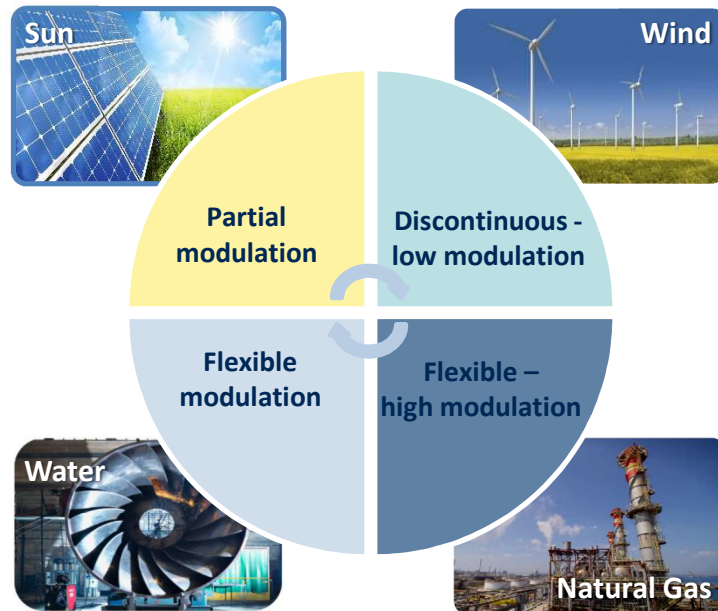 Sun
Wind
Partial
modulation
Discontinuous -
low modulation
Flexible
modulation
Flexible –
high modulation
Water
Natural Gas